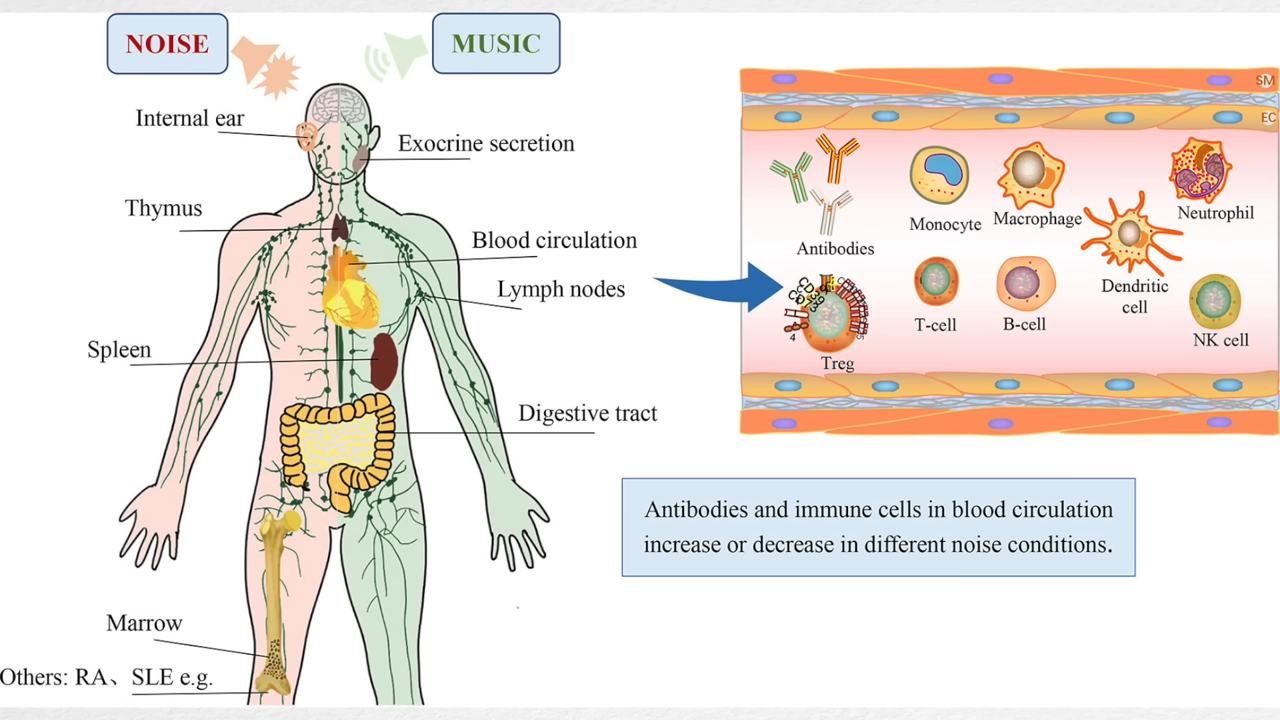 NOISE
MUSIC
Internal ear
Exocrine secretion
Thymus
Blood circulation
Lymph nodes
Spleen
Digestive tract
Marrow
Others: RA、SLE e.g.
SM
EC
Antibodies
Monocyte
Macrophage
Neutrophil
Dendritic
cell
T-cell
B-cell
NK cell
4
Treg
Antibodies and immune cells in blood circulation
increase or decrease in different noise conditions.